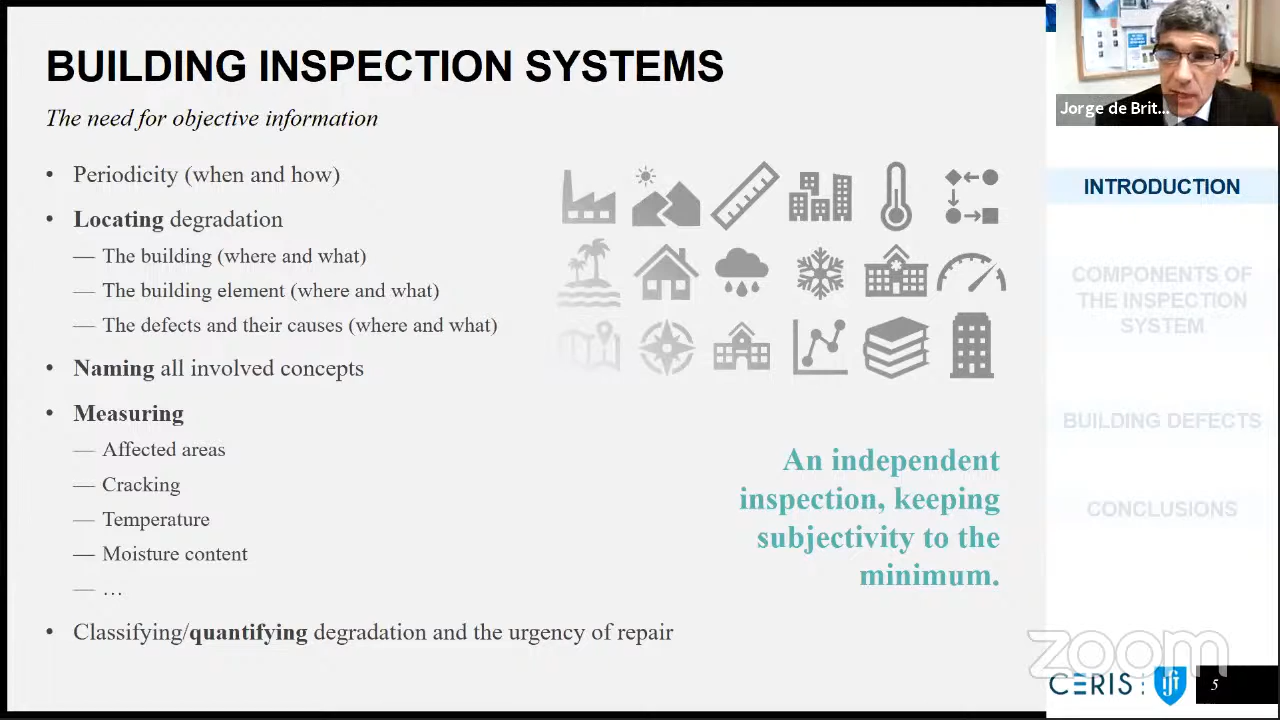 BUILDING INSPECTION SYSTEMS
The need for objective information
• Periodicity (when and how)
• Locating degradation
— The building (where and what)
— The building element (where and what)
— The defects and their causes (where and what)
• Naming all involved concepts
• Measuring
— Affected areas
— Cracking
— Temperature
— Moisture content
— …
• Classifying/quantifying degradation and the urgency of repair
An independent
inspection, keeping
subjectivity to the
minimum.
Jorge de Brit...
INTRODUCTION
COMPONENTS OF
THE INSPECTION
SYSTEM
BUILDING DEFECTS
CONCLUSIONS
zoom
CERIS
5